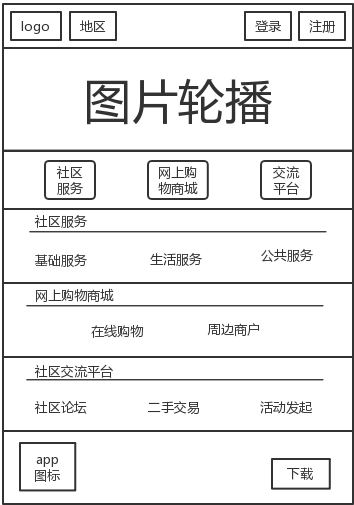 logo 地区 登录 注册
图片轮播
社区
服务
网上购
物商城
交流
平台
社区服务
基础服务 生活服务 公共服务
网上购物商城
在线购物 周边商户
社区交流平台
社区论坛 二手交易 活动发起
app
图标
下载